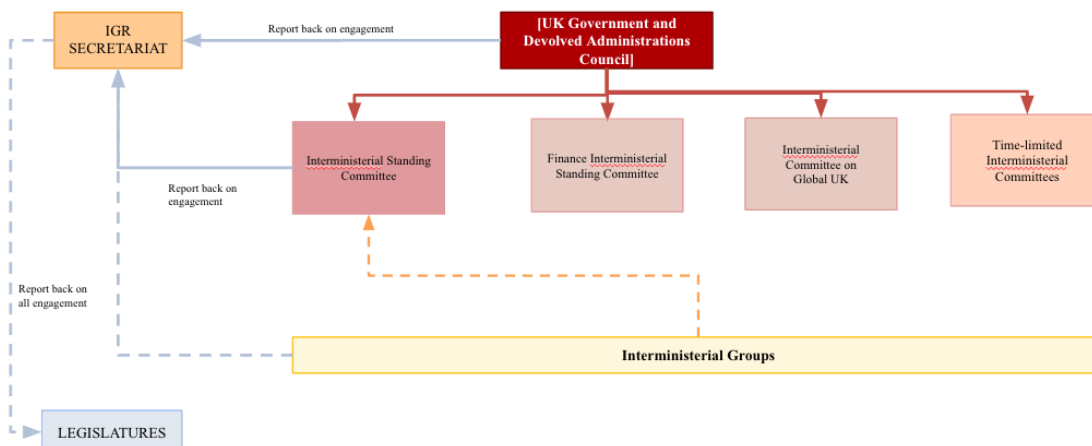 IGR
SECRETARIAT
Report back on engagement
[UK Government and
Devolved Administrations
Council]
Interministerial Standing
Committee
Finance Interministerial
Standing Committee
Interministerial
Committee on
Global UK
Time-limited
Interministerial
Committees
Report back on
engagement
Report back on
all engagement
Interministerial Groups
LEGISLATURES